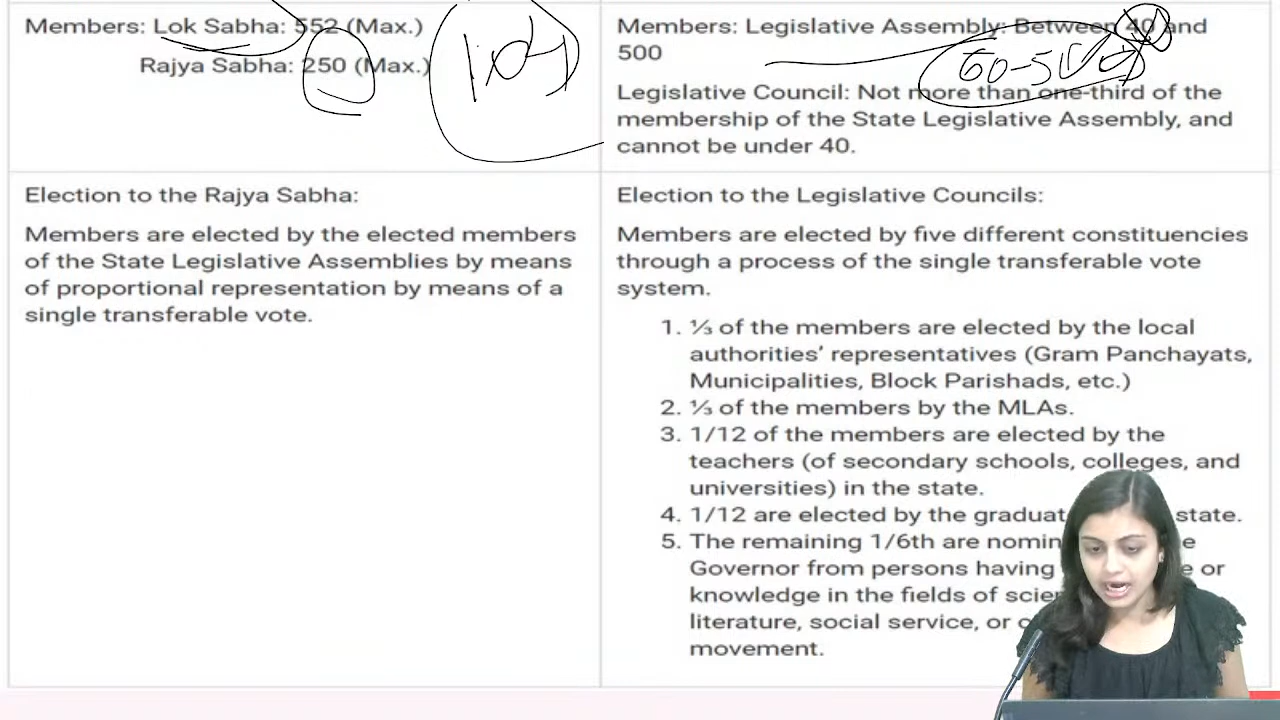 Members: Lok Sabha: 552 (Max.)
Rajya Sabha: 250 (Max.)
Members: Legislative Assembly: Between 40 and
500
60-500
Legislative Council: Not more than one-third of the
membership of the State Legislative Assembly, and
cannot be under 40.
Election to the Rajya Sabha:
Members are elected by the elected members
of the State Legislative Assemblies by means
of proportional representation by means of a
single transferable vote.
Election to the Legislative Councils:
Members are elected by five different constituencies
through a process of the single transferable vote
system.
1. ⅓ of the members are elected by the local
authorities’ representatives (Gram Panchayats,
Municipalities, Block Parishads, etc.)
2. ⅓ of the members by the MLAs.
3. 1/12 of the members are elected by the
teachers (of secondary schools, colleges, and
universities) in the state.
4. 1/12 are elected by the state.
5. The remaining 1/6th are
Governor from persons having or
knowledge in the fields of
literature, social service, or
movement.